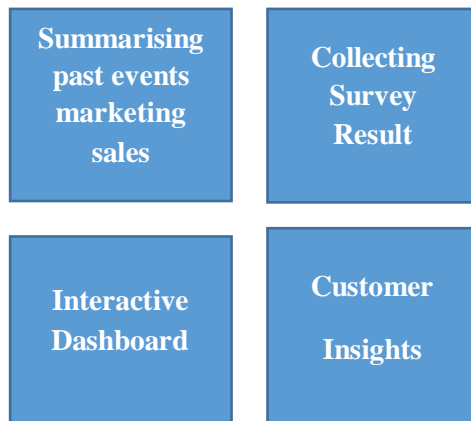 Summarising
past events
marketing
sales
Collecting
Survey
Result
Interactive
Dashboard
Customer
Insights